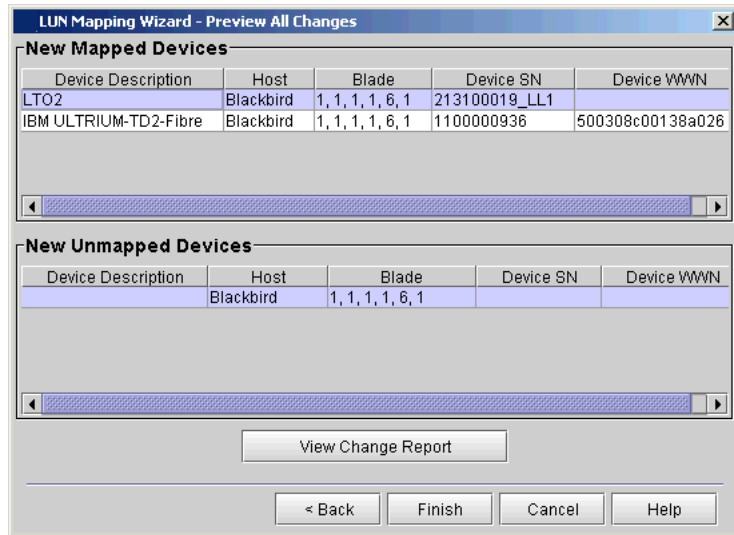 LUN Mapping Wizard - Preview All Changes
New Mapped Devices
Device Description Host Blade Device SN Device WWN
LTO2 Blackbird 1, 1, 1, 1, 6, 1 213100019_LL1
IBM ULTRIUM-TD2-Fibre Blackbird 1, 1, 1, 1, 6, 1 1100000936 500308c00138a026
New Unmapped Devices
Device Description Host Blade Device SN Device WWN
Blackbird 1, 1, 1, 1, 6, 1
View Change Report
< Back Finish Cancel Help